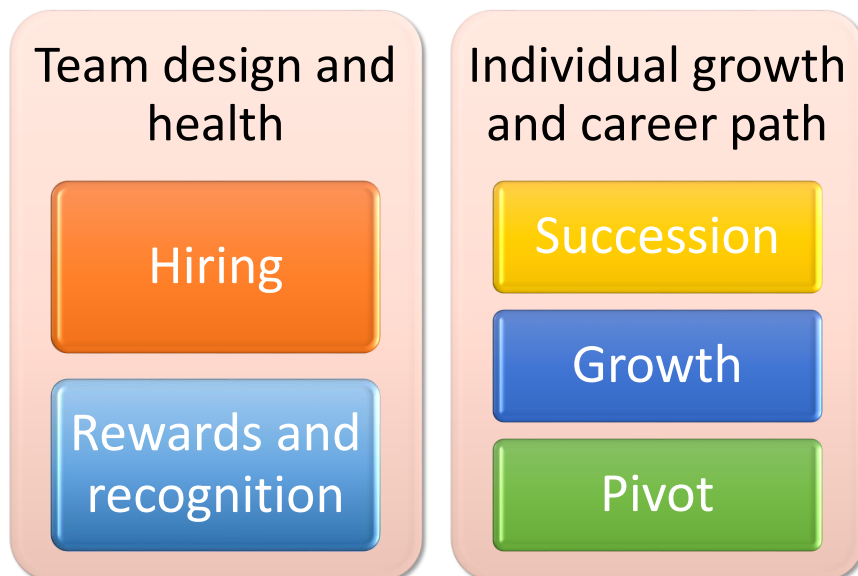 Team design and
health
Hiring
Rewards and
recognition
Individual growth
and career path
Succession
Growth
Pivot